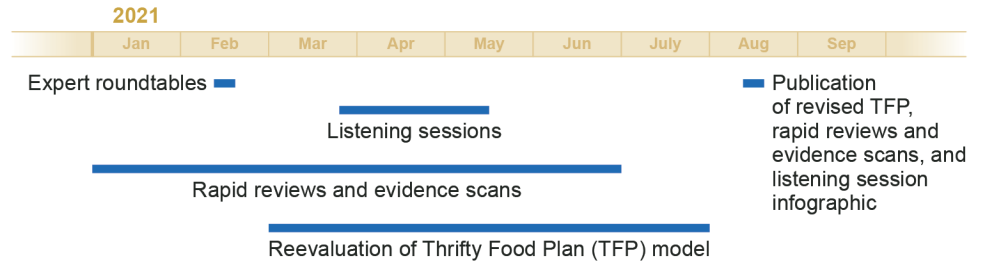 2021
Jan Feb Mar Apr May Jun July Aug Sep
Expert roundtables
Publication
of revised TFP,
rapid reviews and
evidence scans, and
listening session
infographic
Listening sessions
Rapid reviews and evidence scans
Reevaluation of Thrifty Food Plan (TFP) model